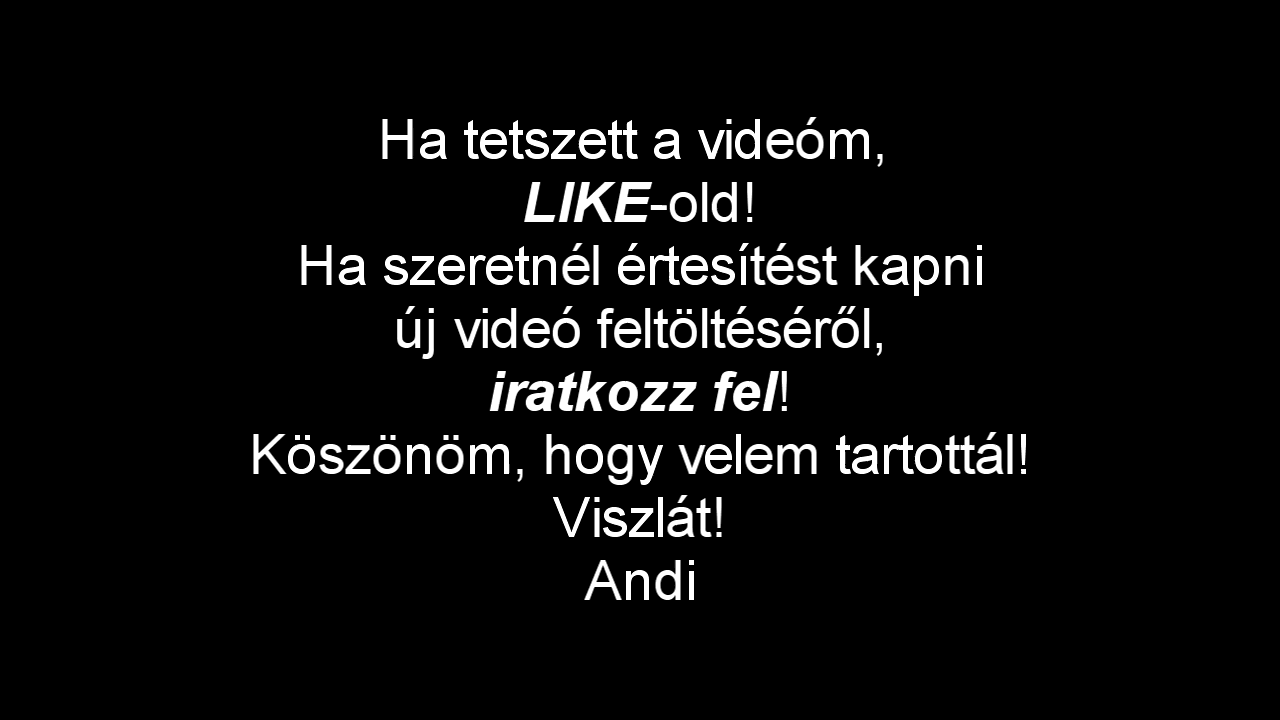 Ha tetszett a videóm,
LIKE-old!
Ha szeretnél értesítést kapni
új videó feltöltéséről,
iratkozz fel!
Köszönöm, hogy velem tartottál!
Viszlát!
Andi